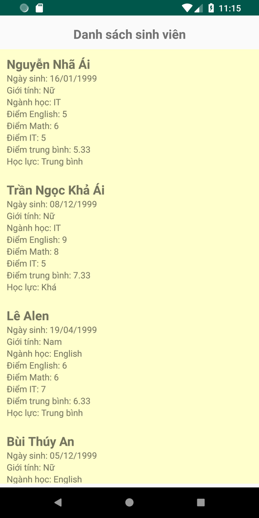 11:15
Danh sách sinh viên
Nguyễn Nhã Ái
Ngày sinh: 16/01/1999
Giới tính: Nữ
Ngành học: IT
Điểm English: 5
Điểm Math: 6
Điểm IT: 5
Điểm trung bình: 5.33
Học lực: Trung bình
Trần Ngọc Khả Ái
Ngày sinh: 08/12/1999
Giới tính: Nữ
Ngành học: IT
Điểm English: 9
Điểm Math: 8
Điểm IT: 5
Điểm trung bình: 7.33
Học lực: Khá
Lê Alen
Ngày sinh: 19/04/1999
Giới tính: Nam
Ngành học: English
Điểm English: 6
Điểm Math: 6
Điểm IT: 7
Điểm trung bình: 6.33
Học lực: Trung bình
Bùi Thúy An
Ngày sinh: 05/12/1999
Giới tính: Nữ
Ngành học: English